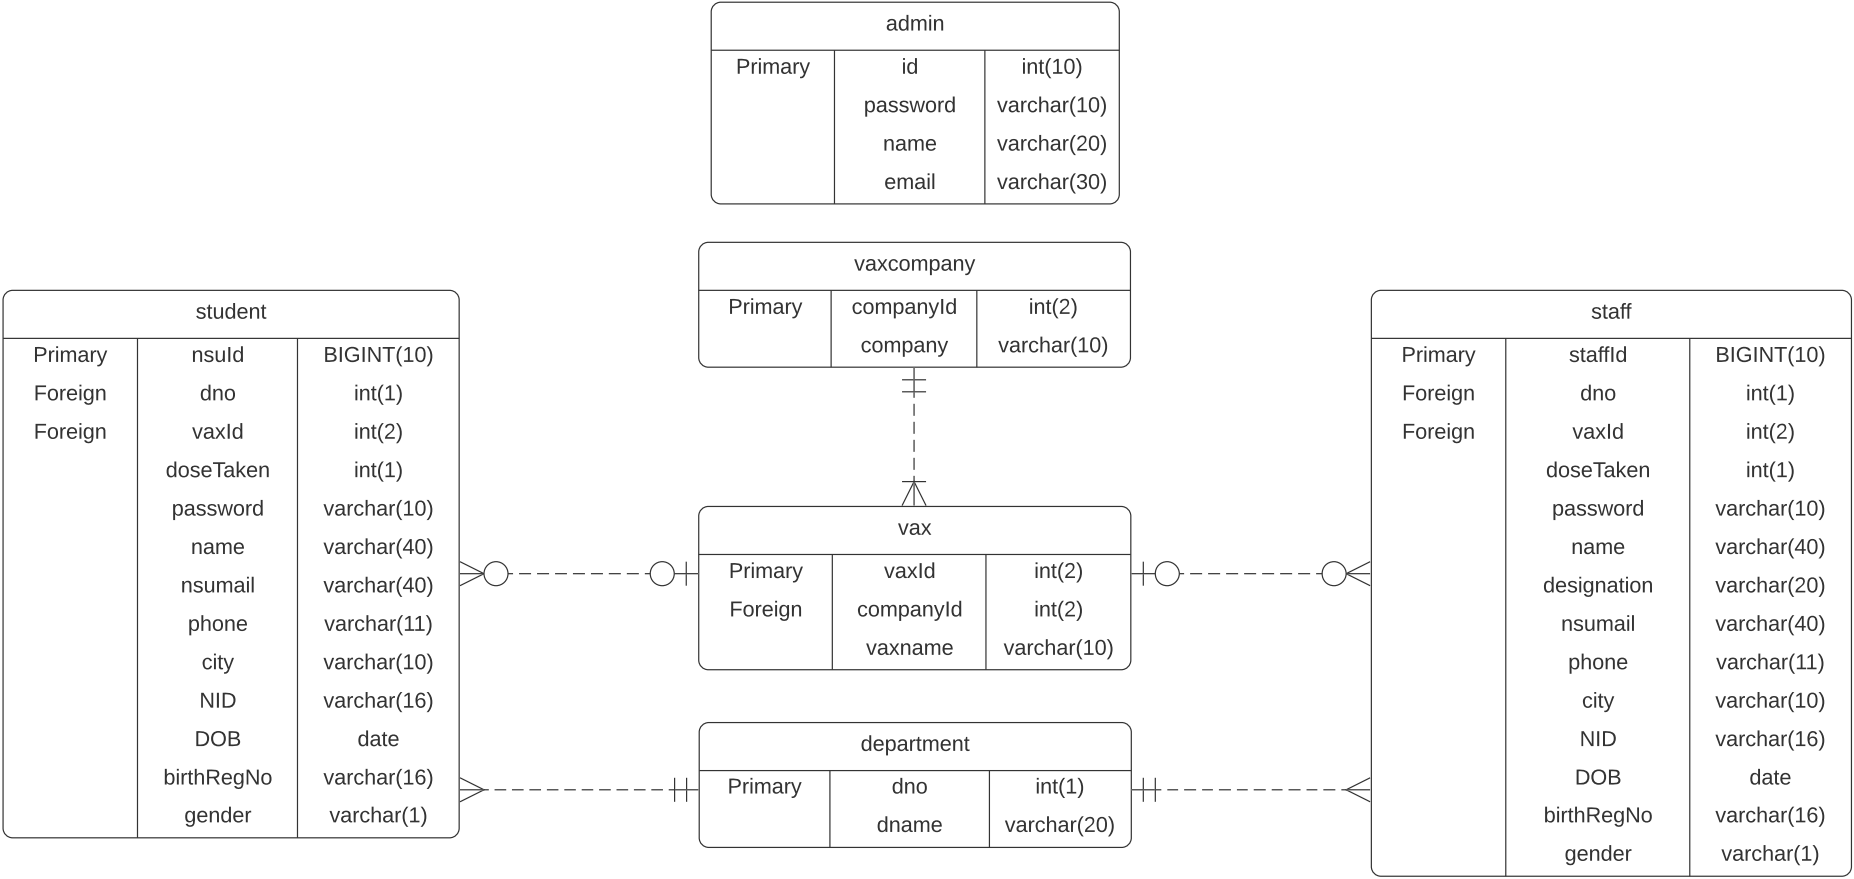 admin
Primary id int(10)
password varchar(10)
name varchar(20)
email varchar(30)
vaxcompany
Primary companyId int(2)
company varchar(10)
student
Primary nsuId BIGINT(10)
Foreign dno int(1)
Foreign vaxId int(2)
doseTaken int(1)
password varchar(10)
name varchar(40)
nsumail varchar(40)
phone varchar(11)
city varchar(10)
NID varchar(16)
DOB date
birthRegNo varchar(16)
gender varchar(1)
vax
Primary vaxId int(2)
Foreign companyId int(2)
vaxname varchar(10)
department
Primary dno int(1)
dname varchar(20)
staff
Primary staffId BIGINT(10)
Foreign dno int(1)
Foreign vaxId int(2)
doseTaken int(1)
password varchar(10)
name varchar(40)
designation varchar(20)
nsumail varchar(40)
phone varchar(11)
city varchar(10)
NID varchar(16)
DOB date
birthRegNo varchar(16)
gender varchar(1)